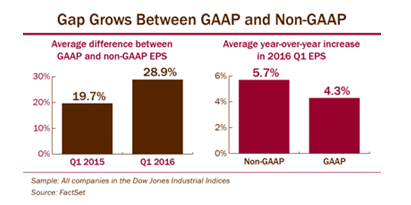 Gap Grows Between GAAP and Non-GAAP
Average difference between
GAAP and non-GAAP EPS
30%
20%
10%
0%
19.7%
28.9%
Q1 2015
Q1 2016
Average year-over-year increase
in 2016 Q1 EPS
6%
4%
2%
0%
5.7%
4.3%
Non-GAAP
GAAP
Sample: All companies in the Dow Jones Industrial Indices
Source: FactSet